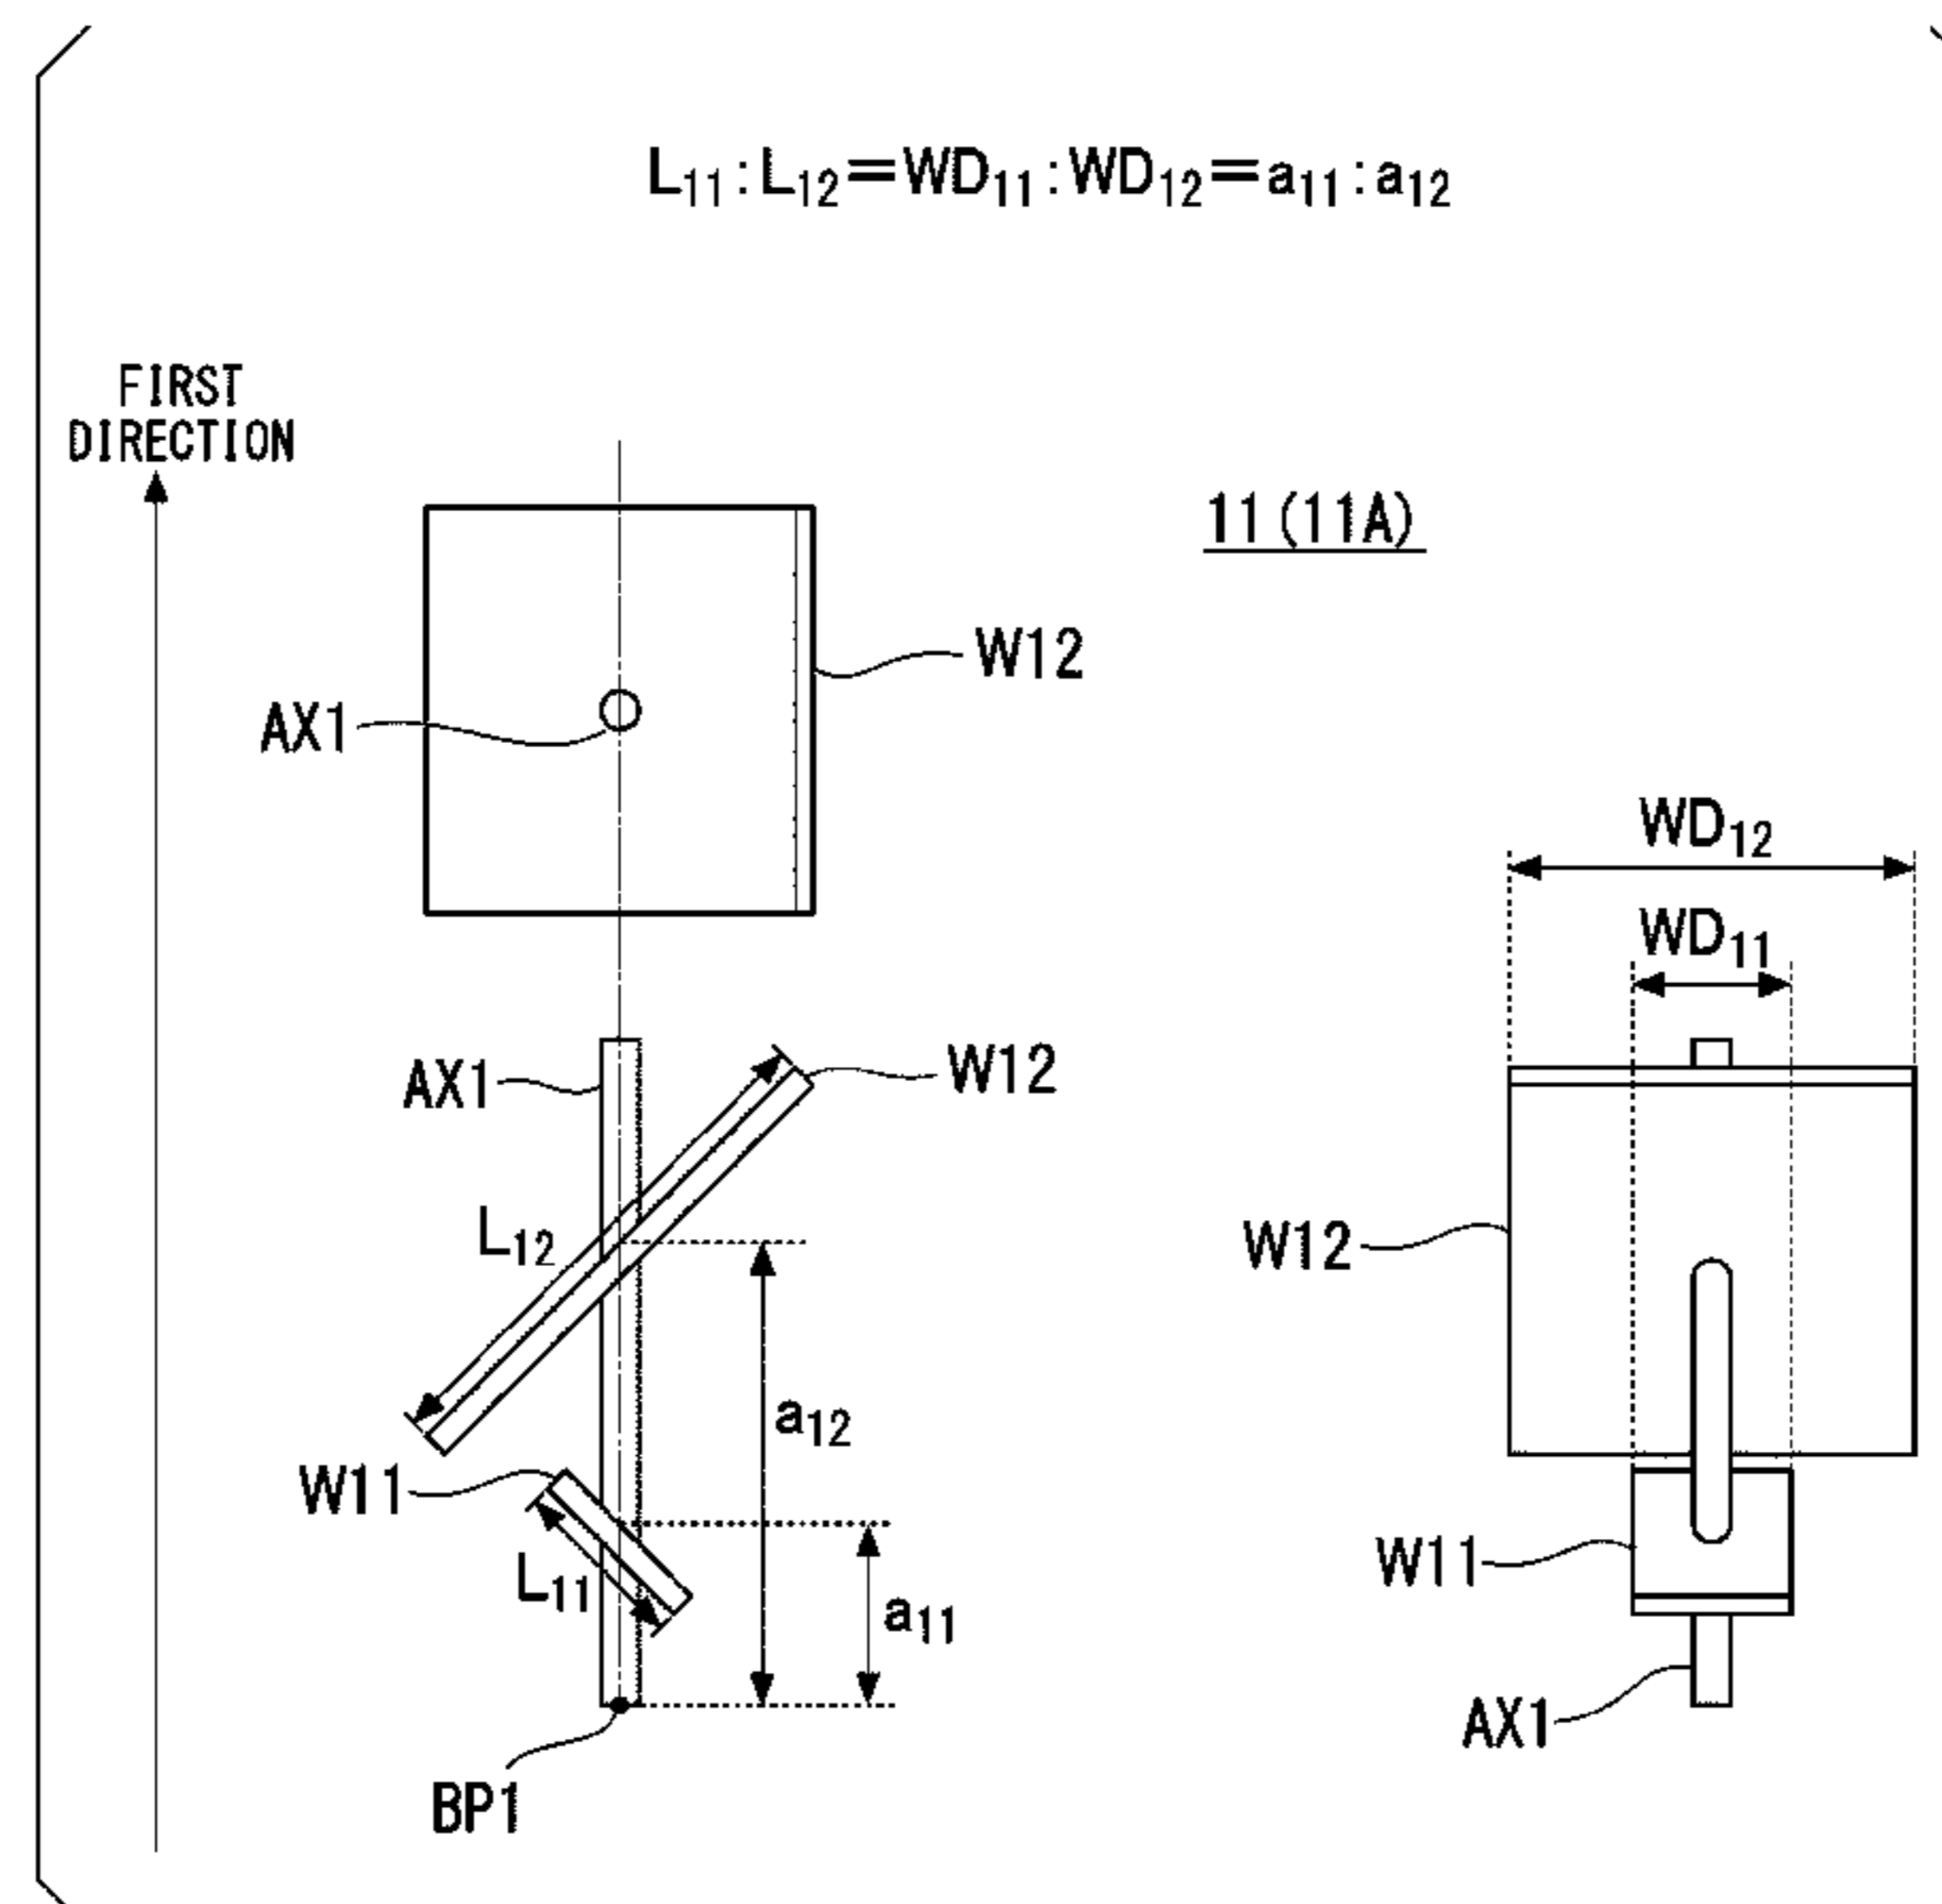 L₁₁:L₁₂=WD₁₁:WD₁₂=a₁₁:a₁₂
FIRST
DIRECTION
11(11A)
W12
AX1
WD₁₂
WD₁₁
AX1
W12
L₁₂
W12
a₁₂
W11
L₁₁
W11
a₁₁
AX1
BP1